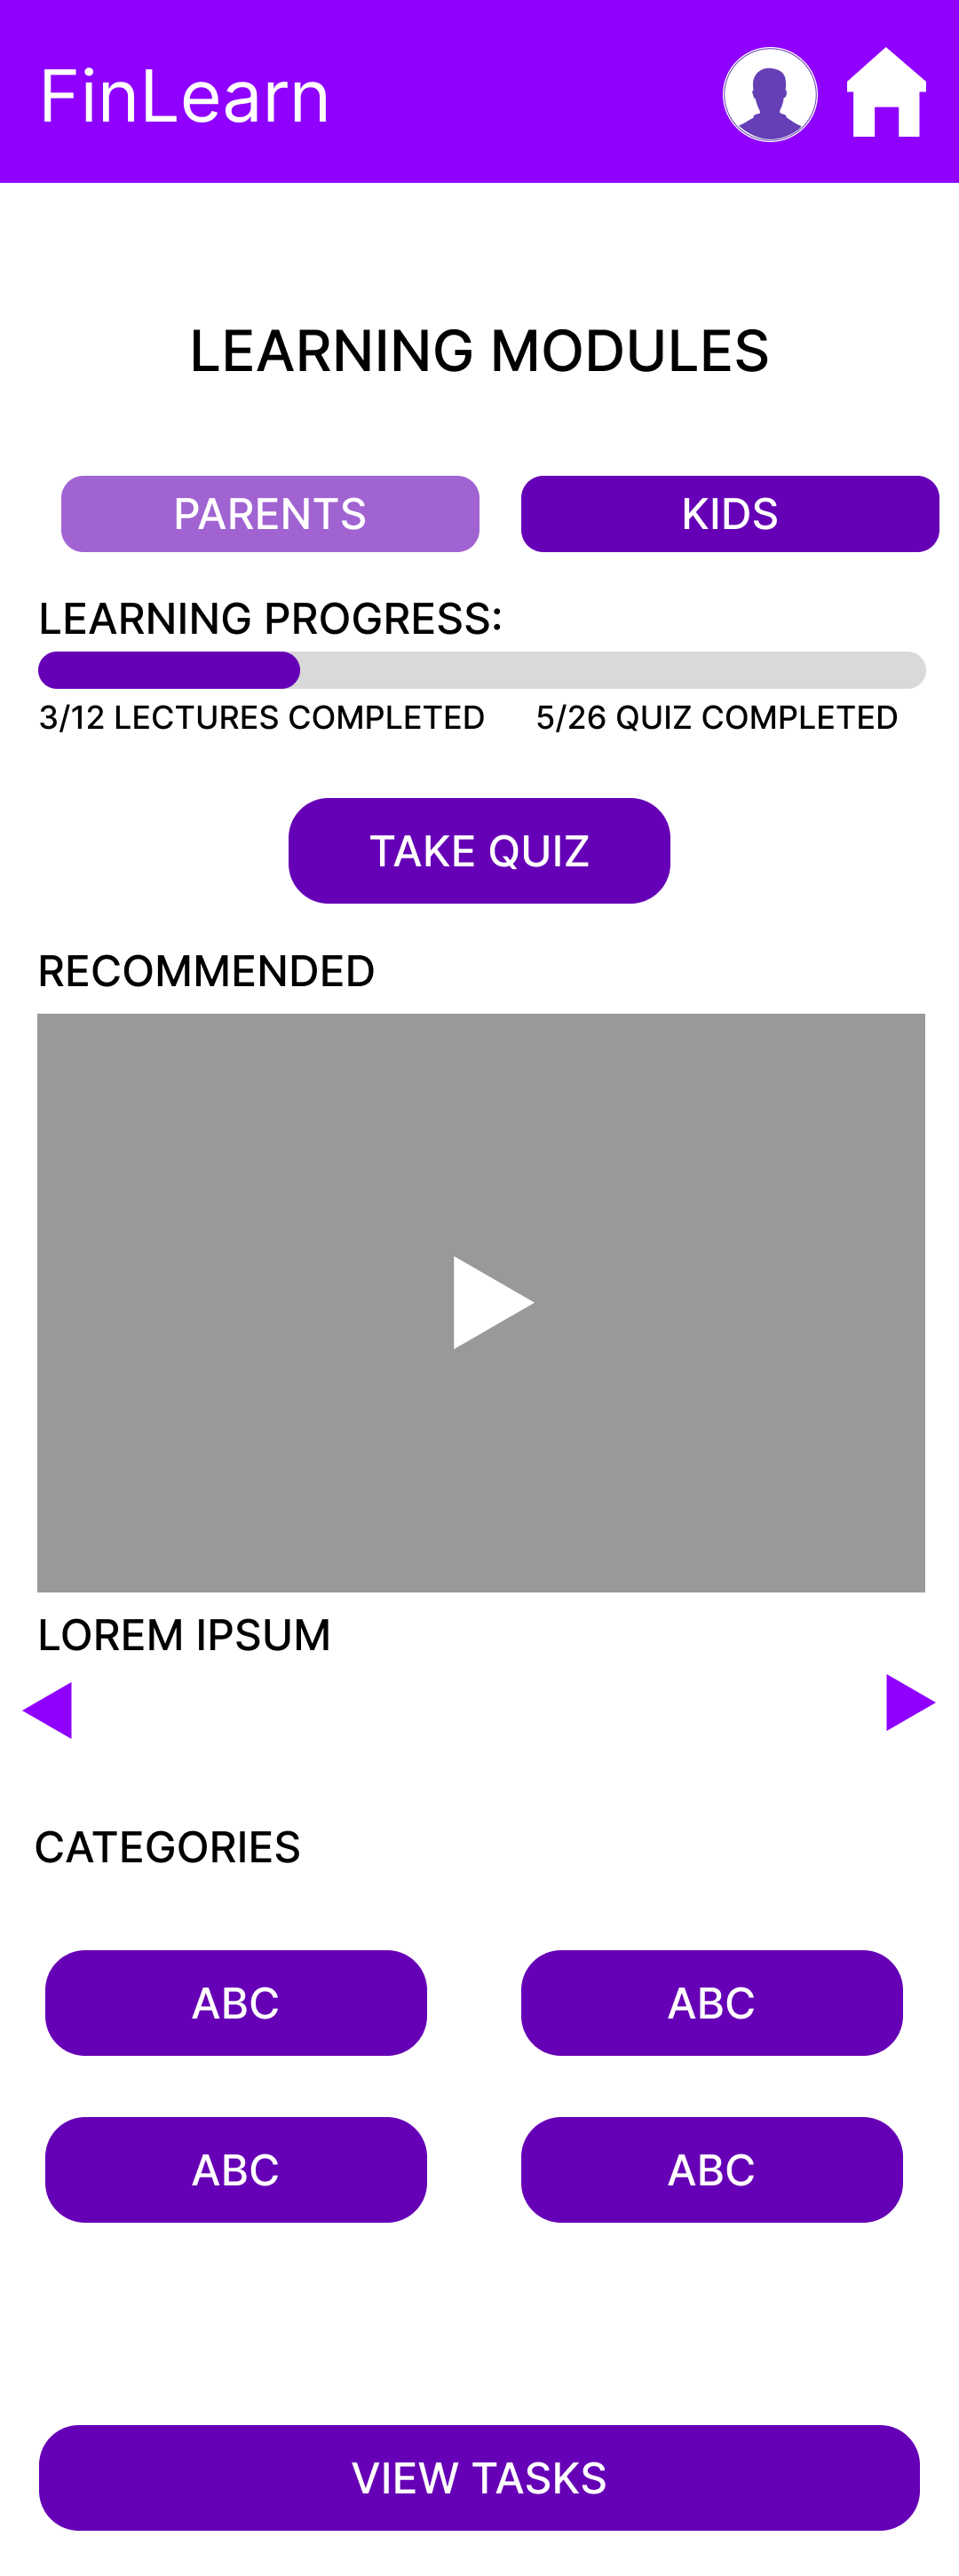 FinLearn
LEARNING MODULES
PARENTS
KIDS
LEARNING PROGRESS:
3/12 LECTURES COMPLETED
5/26 QUIZ COMPLETED
TAKE QUIZ
RECOMMENDED
LOREM IPSUM
CATEGORIES
ABC
ABC
ABC
ABC
VIEW TASKS